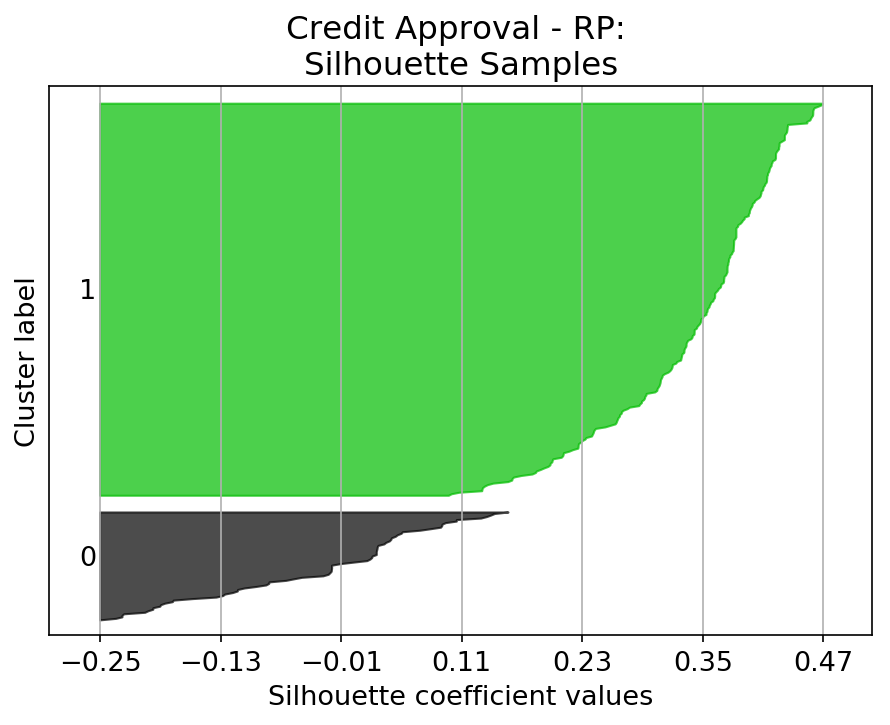 Credit Approval - RP:
Silhouette Samples
Cluster label
1
0
−0.25 −0.13 −0.01 0.11 0.23 0.35 0.47
Silhouette coefficient values